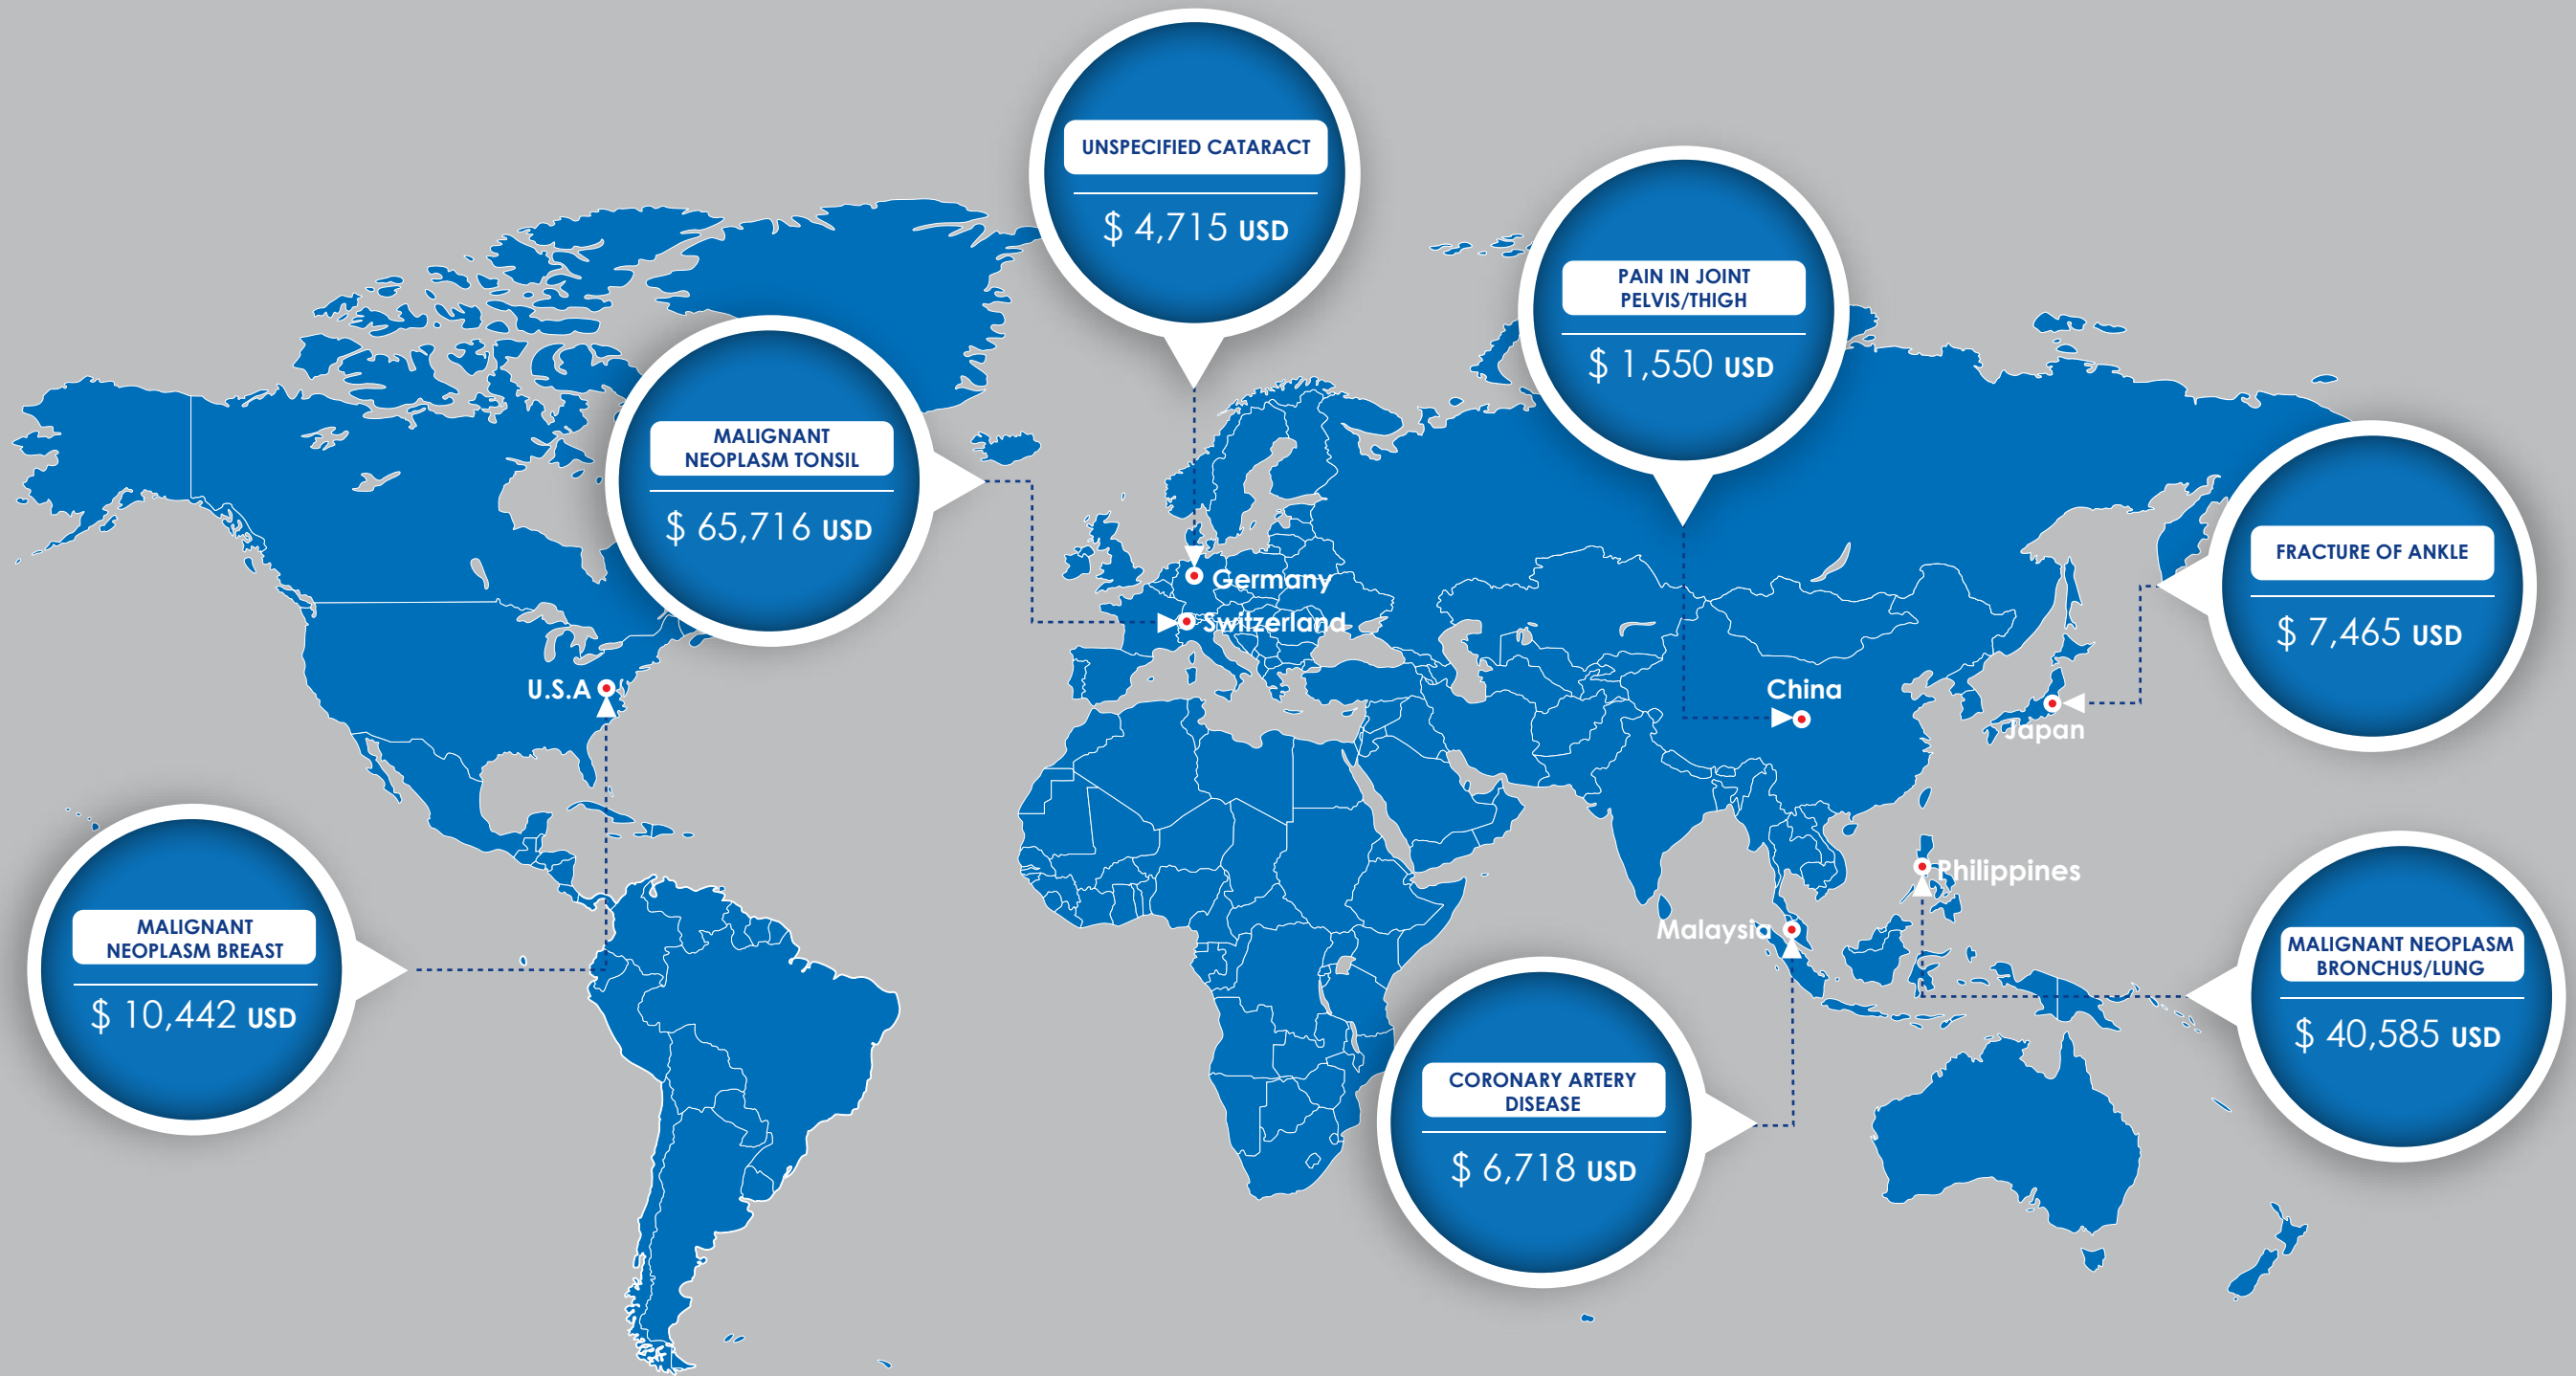 UNSPECIFIED CATARACT
$ 4,715 USD
PAIN IN JOINT
PELVIS/THIGH
$ 1,550 USD
MALIGNANT
NEOPLASM TONSIL
$ 65,716 USD
FRACTURE OF ANKLE
$ 7,465 USD
Germany
Switzerland
U.S.A
China
Japan
Philippines
Malaysia
MALIGNANT
NEOPLASM BREAST
$ 10,442 USD
MALIGNANT NEOPLASM
BRONCHUS/LUNG
$ 40,585 USD
CORONARY ARTERY
DISEASE
$ 6,718 USD